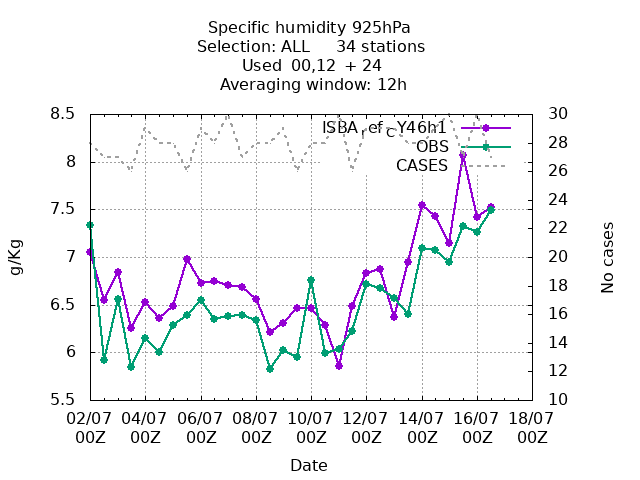 Specific humidity 925hPa
Selection: ALL 34 stations
Used 00,12 + 24
Averaging window: 12h
ISBA_ef_Y46h1
OBS
CASES
g/Kg
8.5
8
7.5
7
6.5
6
5.5
No cases
30
28
26
24
22
20
18
16
14
12
10
02/07 04/07 06/07 08/07 10/07 12/07 14/07 16/07 18/07
00Z 00Z 00Z 00Z 00Z 00Z 00Z 00Z 00Z
Date